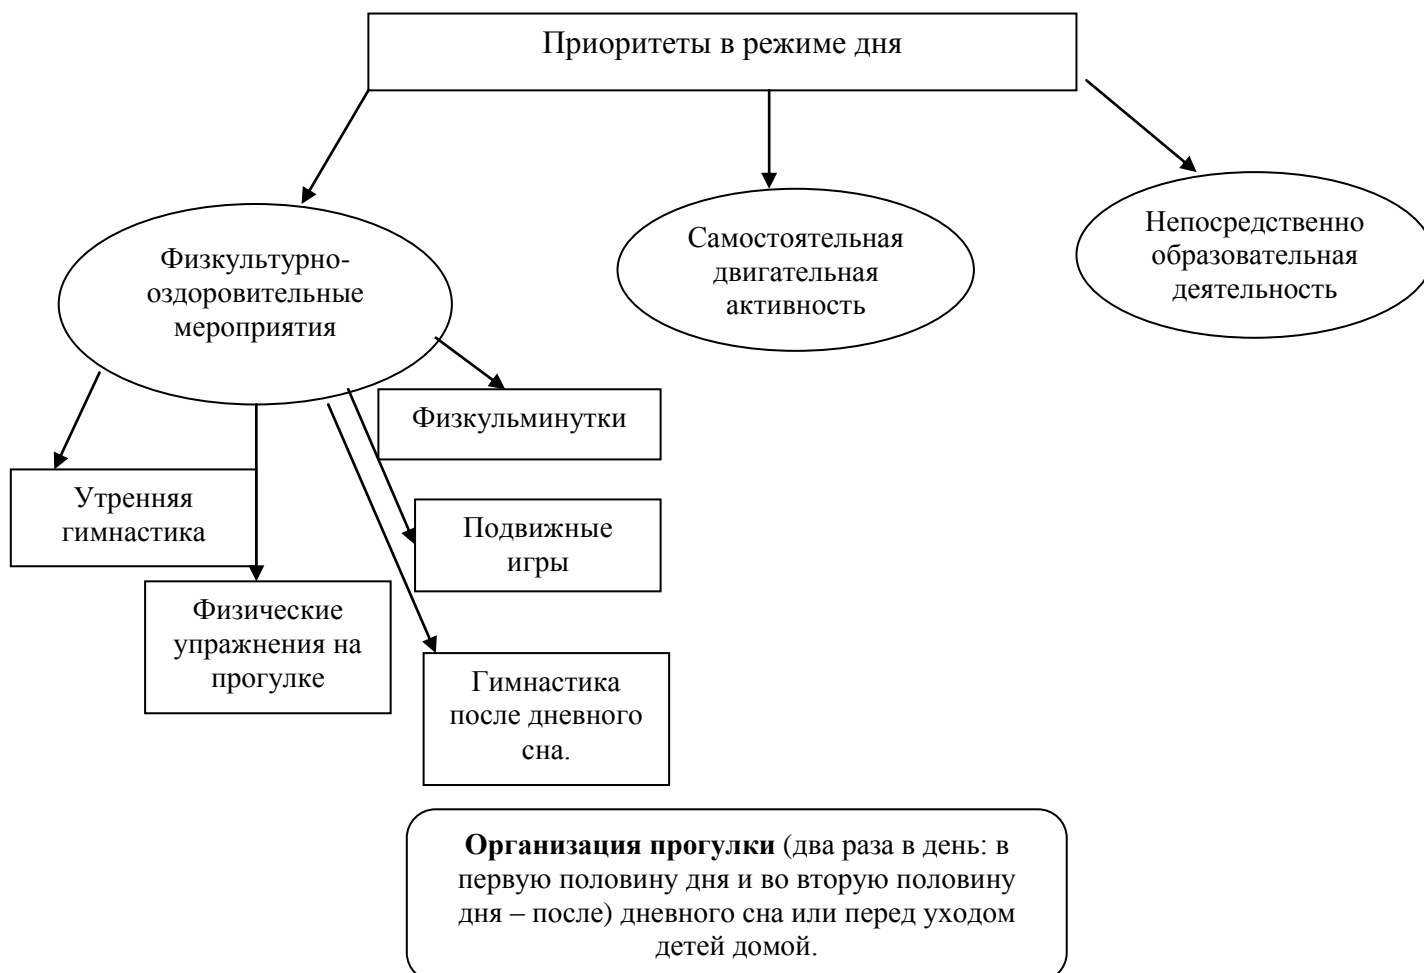 Приоритеты в режиме дня
Физкультурно-
оздоровительные
мероприятия
Самостоятельная
двигательная
активность
Непосредственно
образовательная
деятельность
Физкульминутки
Утренняя
гимнастика
Подвижные
игры
Физические
упражнения на
прогулке
Гимнастика
после дневного
сна.
Организация прогулки (два раза в день: в
первую половину дня и во вторую половину
дня – после) дневного сна или перед уходом
детей домой.